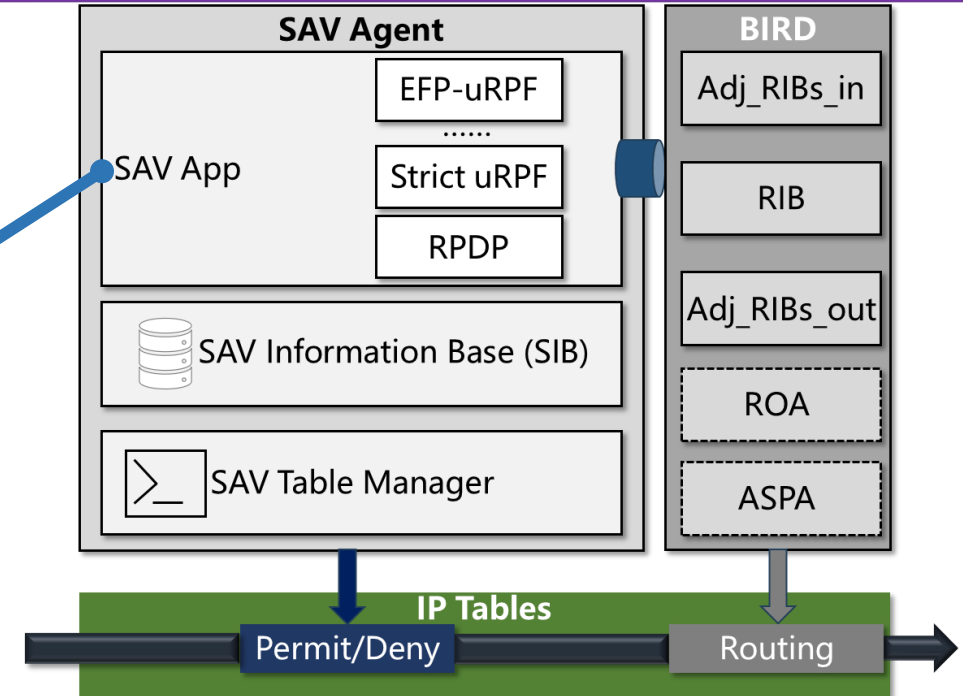 SAV Agent
SAV App
EFP-uRPF
......
Strict uRPF
RPDP
SAV Information Base (SIB)
SAV Table Manager
BIRD
Adj_RIBs_in
RIB
Adj_RIBs_out
ROA
ASPA
IP Tables
Permit/Deny
Routing